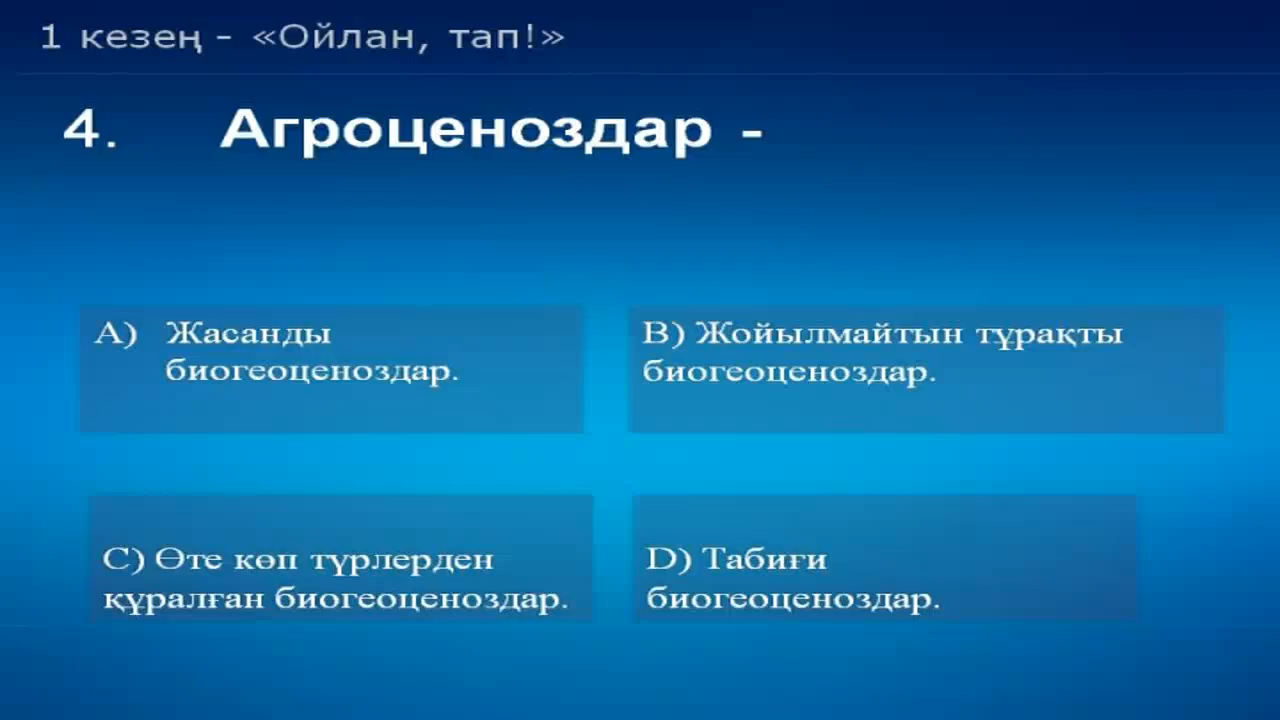 1 кезең - «Ойлан, тап!»
4. Агроценоздар -
А) Жасанды
биогеоценоздар.
В) Жойылмайтын тұрақты
биогеоценоздар.
С) Өте көп түрлерден
құралған биогеоценоздар.
D) Табиғи
биогеоценоздар.